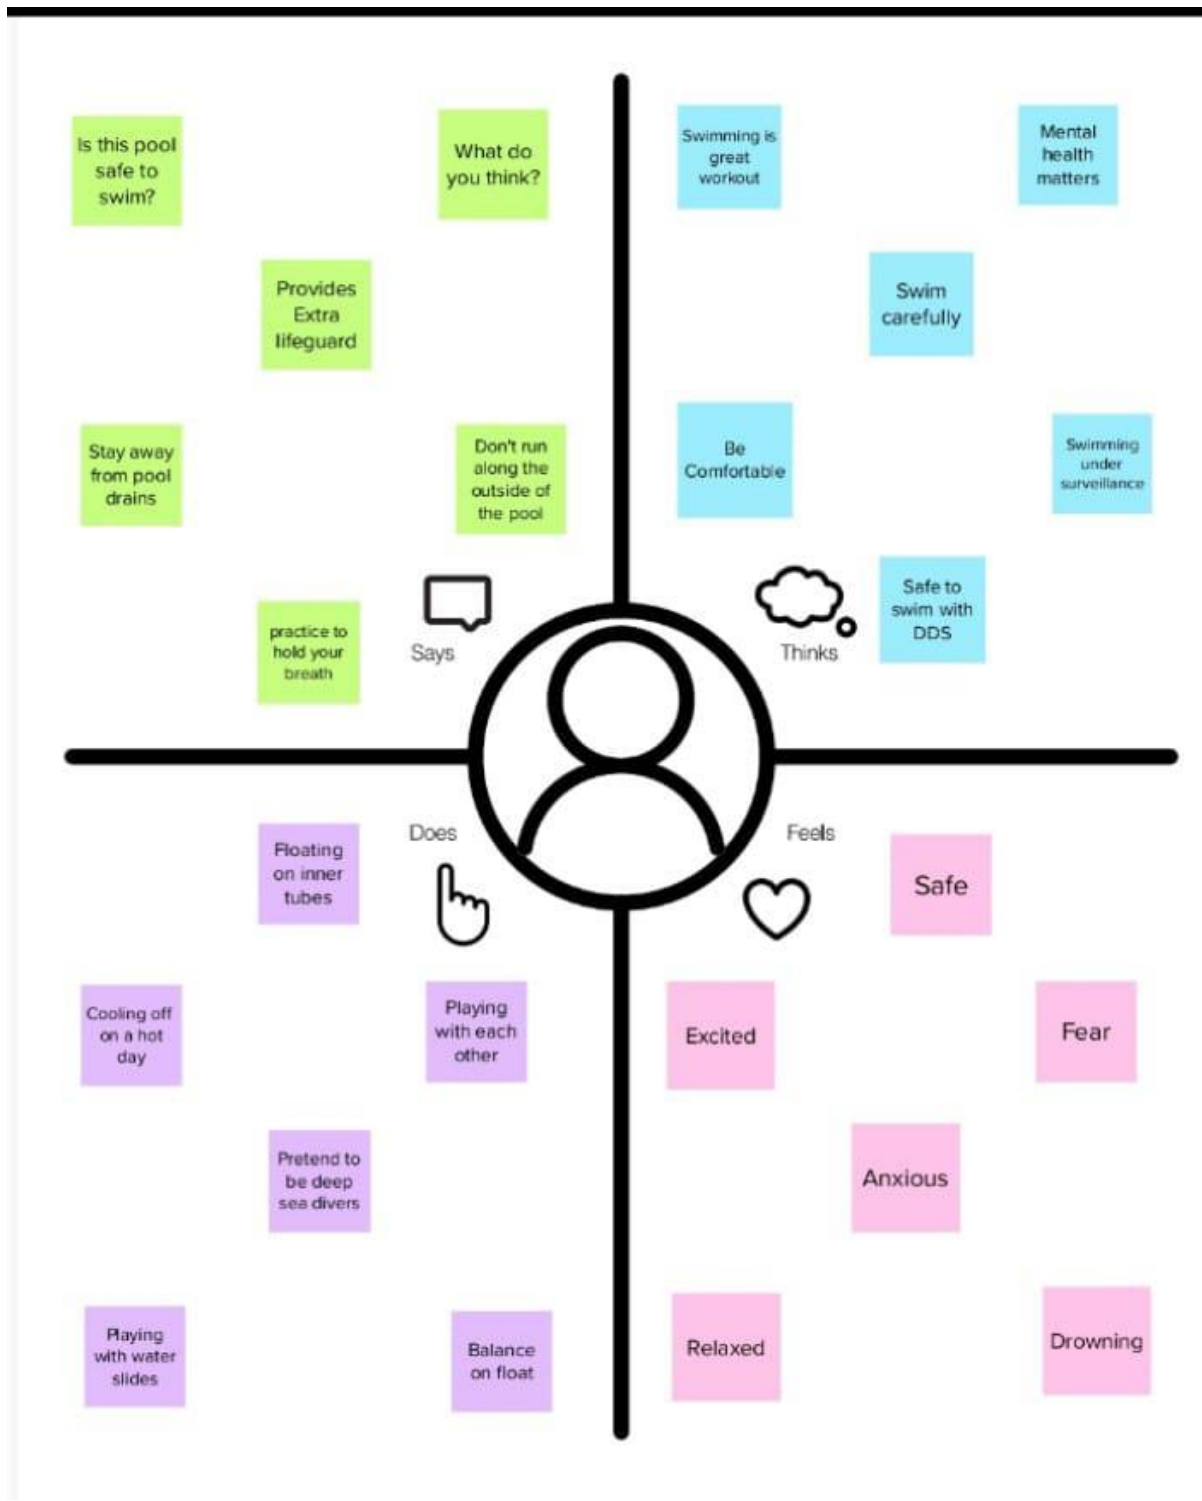 Is this pool
safe to
swim?
What do
you think?
Provides
Extra
lifeguard
Stay away
from pool
drains
Don't run
along the
outside of
the pool
practice to
hold your
breath
Says
Swimming is
great
workout
Mental
health
matters
Swim
carefully
Be
Comfortable
Swimming
under
surveillance
Safe to
swim with
DDS
Thinks
Does
Floating
on inner
tubes
Cooling off
on a hot
day
Playing
with each
other
Pretend to
be deep
sea divers
Playing
with water
slides
Balance
on float
Feels
Safe
Excited
Fear
Anxious
Relaxed
Drowning